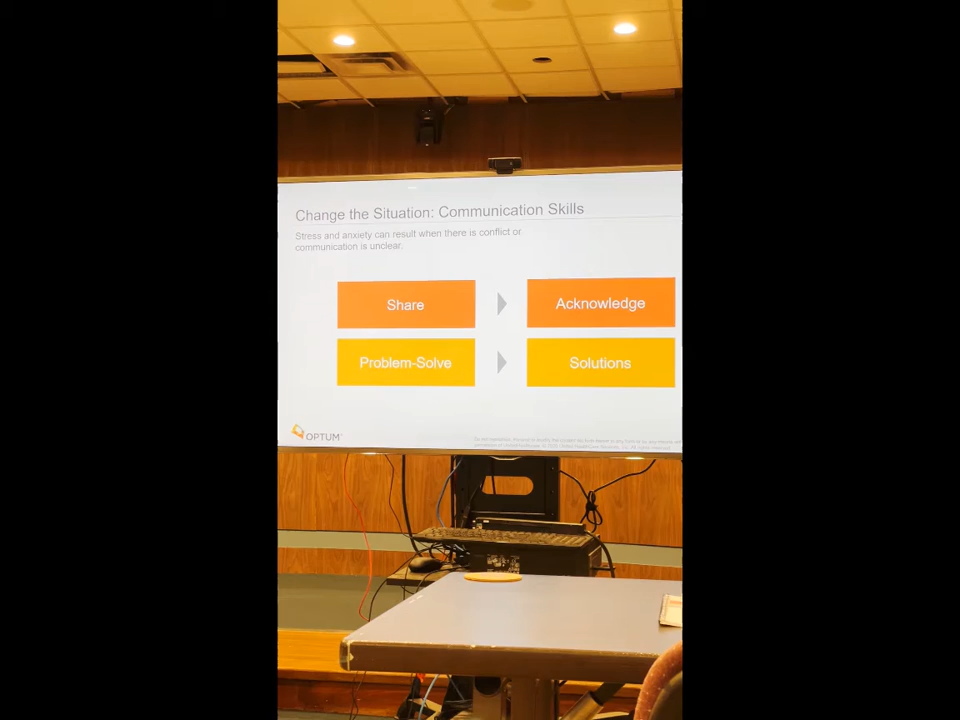 Change the Situation: Communication Skills
Stress and anxiety can result when there is conflict or
communication is unclear.
Share
Acknowledge
Problem-Solve
Solutions
OPTUM